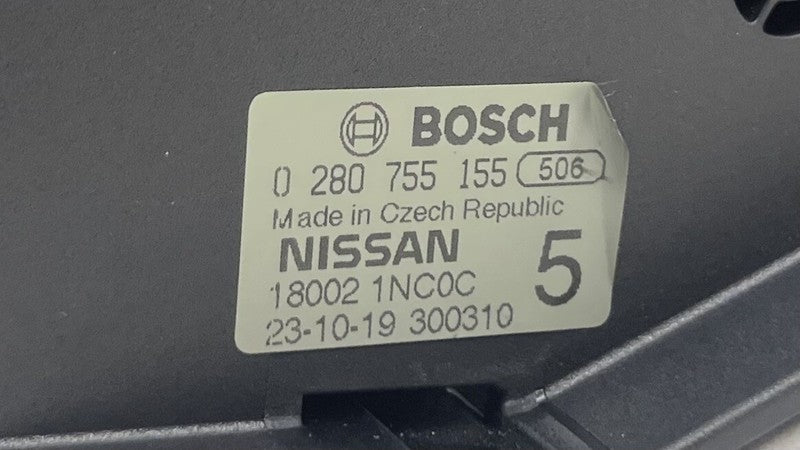 BOSCH
0 280 755 155 506
Made in Czech Republic
NISSAN
18002 1NC0C 5
23-10-19 300310